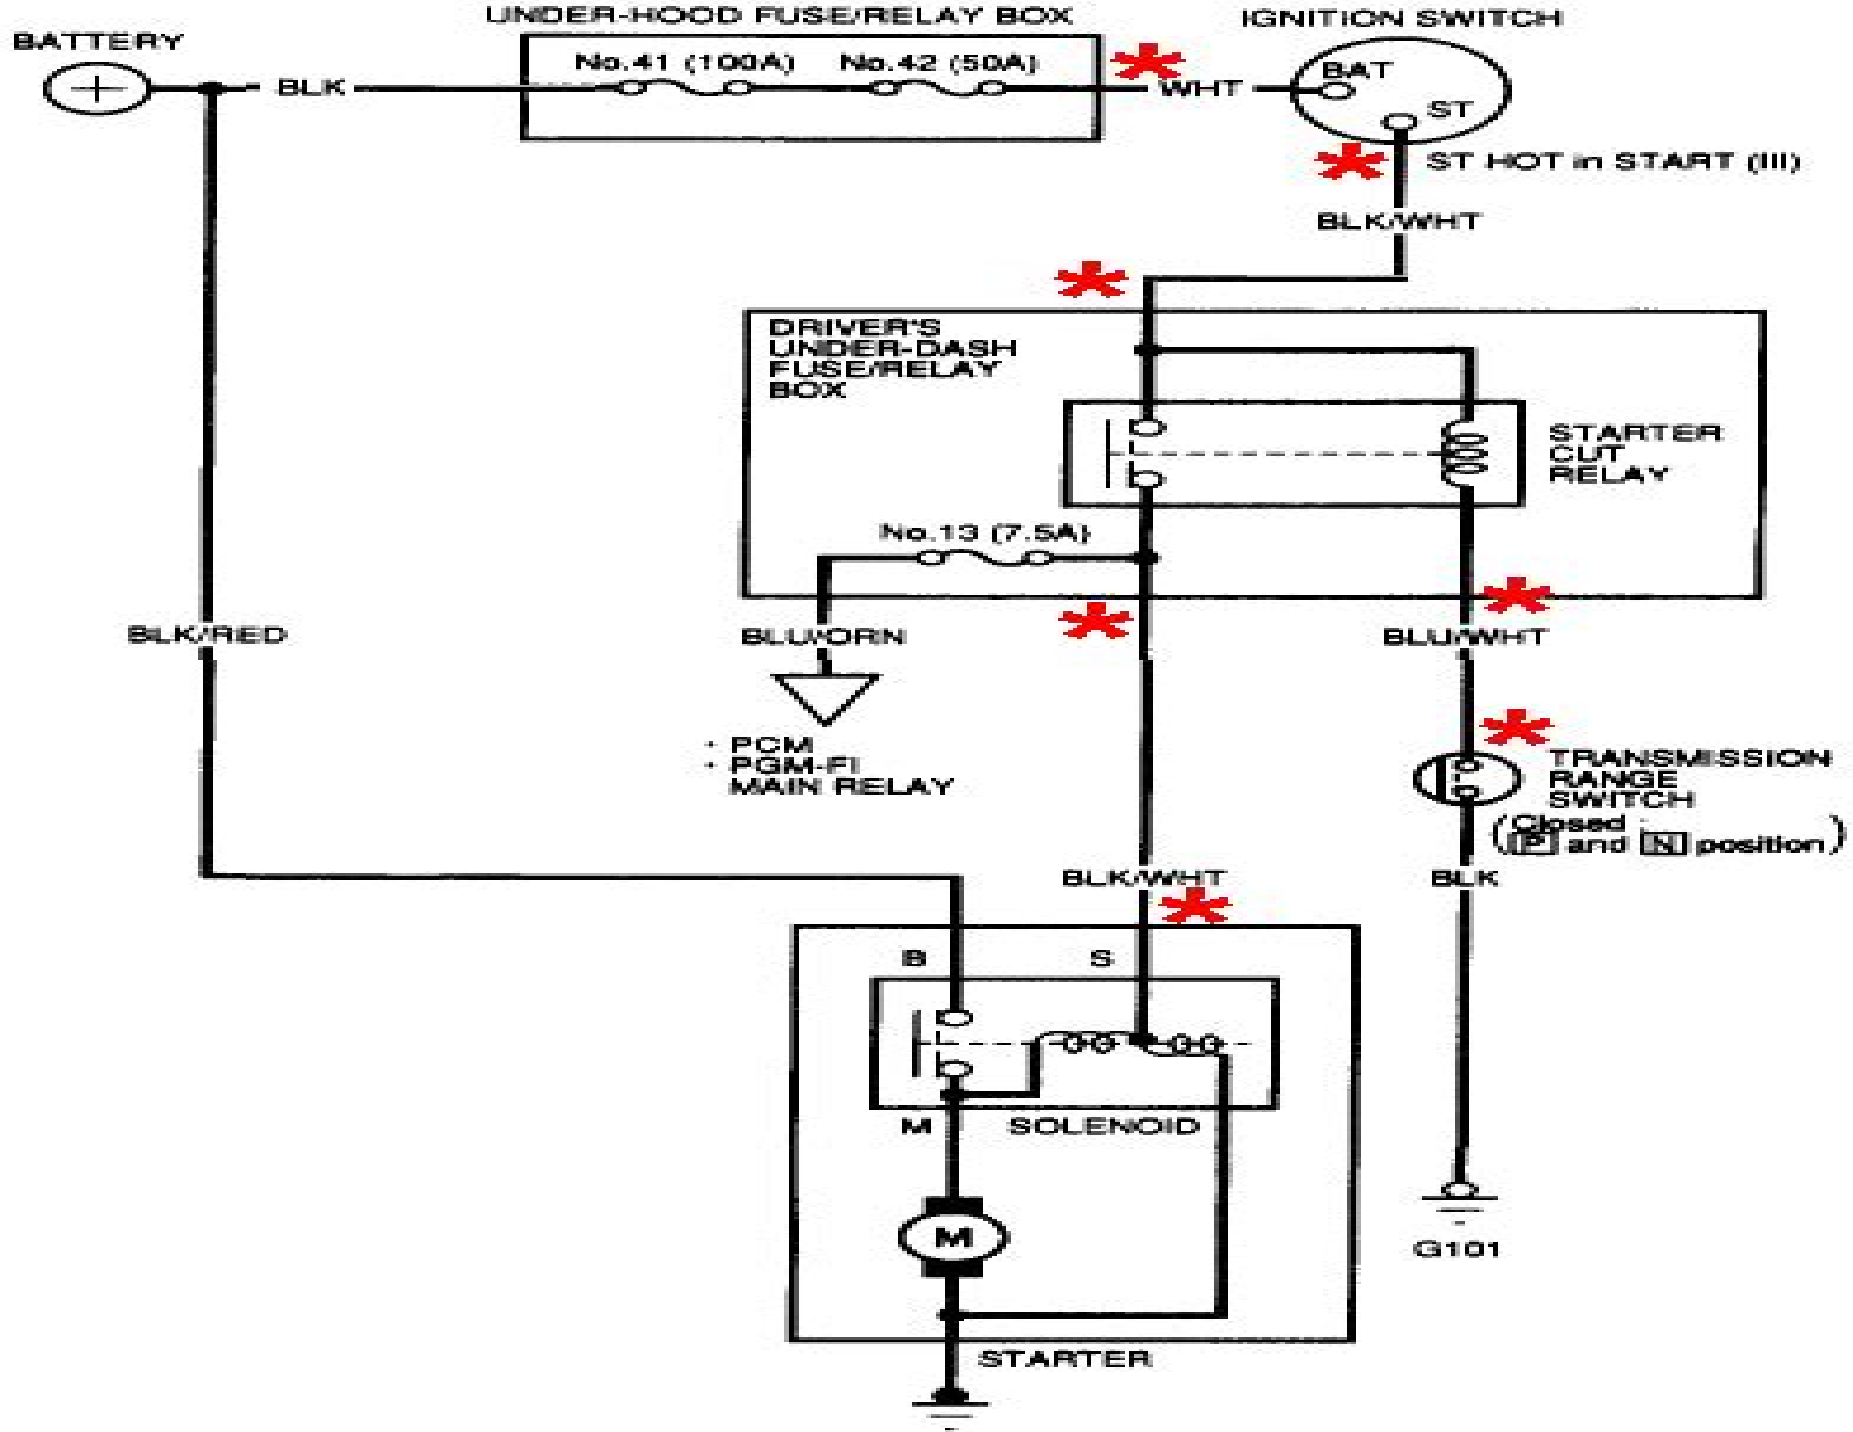 UNDER-HOOD FUSE/RELAY BOX
IGNITION SWITCH
BATTERY
No.41 (100A)
No.42 (50A)
BAT
BLK
WHT
ST
ST HOT in START (III)
BLK/WHT
DRIVER'S
UNDER-DASH
FUSE/RELAY
BOX
STARTER
CUT
RELAY
No.13 (7.5A)
BLK/RED
BLU/ORN
BLU/WHT
· PCM
· PGM-FI
MAIN RELAY
TRANSMISSION
RANGE
SWITCH
(Closed :
P and N position)
BLK/WHT
BLK
B
S
M
SOLENOID
M
G101
STARTER